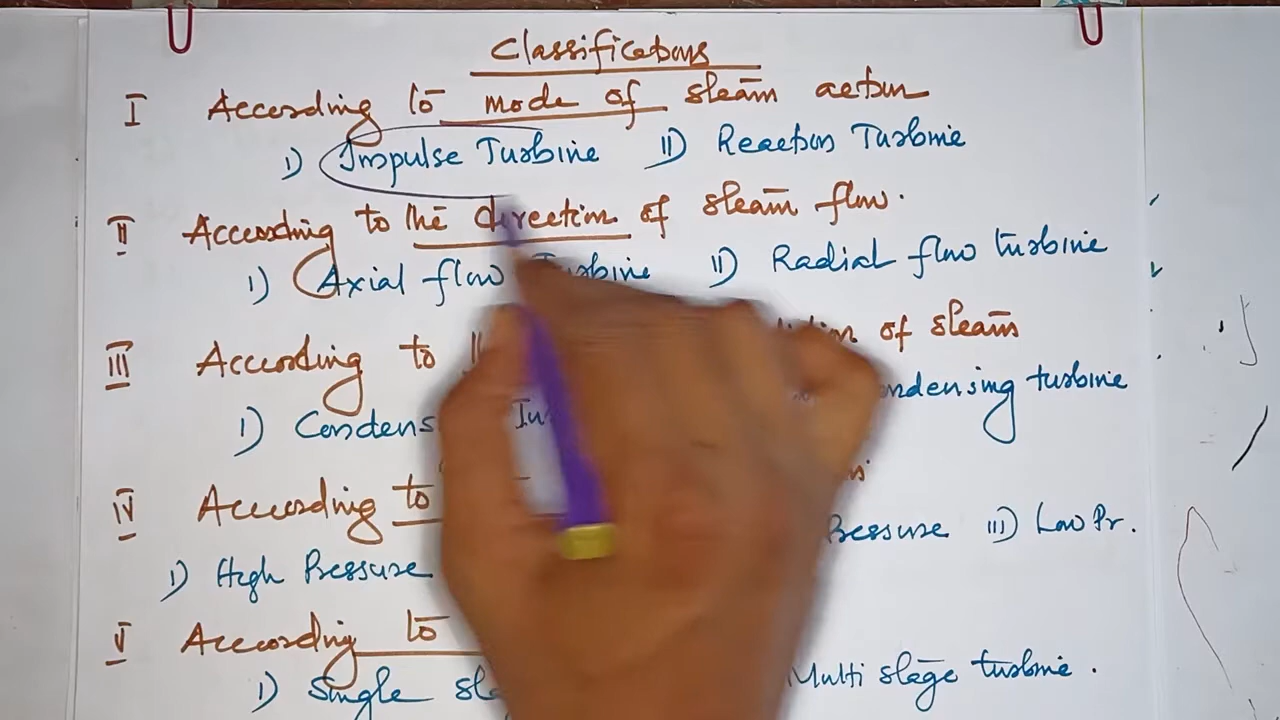 Classifications
I According to mode of steam action
i) Impulse Turbine ii) Reaction Turbine
II According to the direction of steam flow.
i) Axial flow Turbine ii) Radial flow turbine
III According to of steam
i) condensing turbine
IV According to
i) High Pressure Pressure iii) Low Pr.
V According to
i) Single Multi stage turbine.